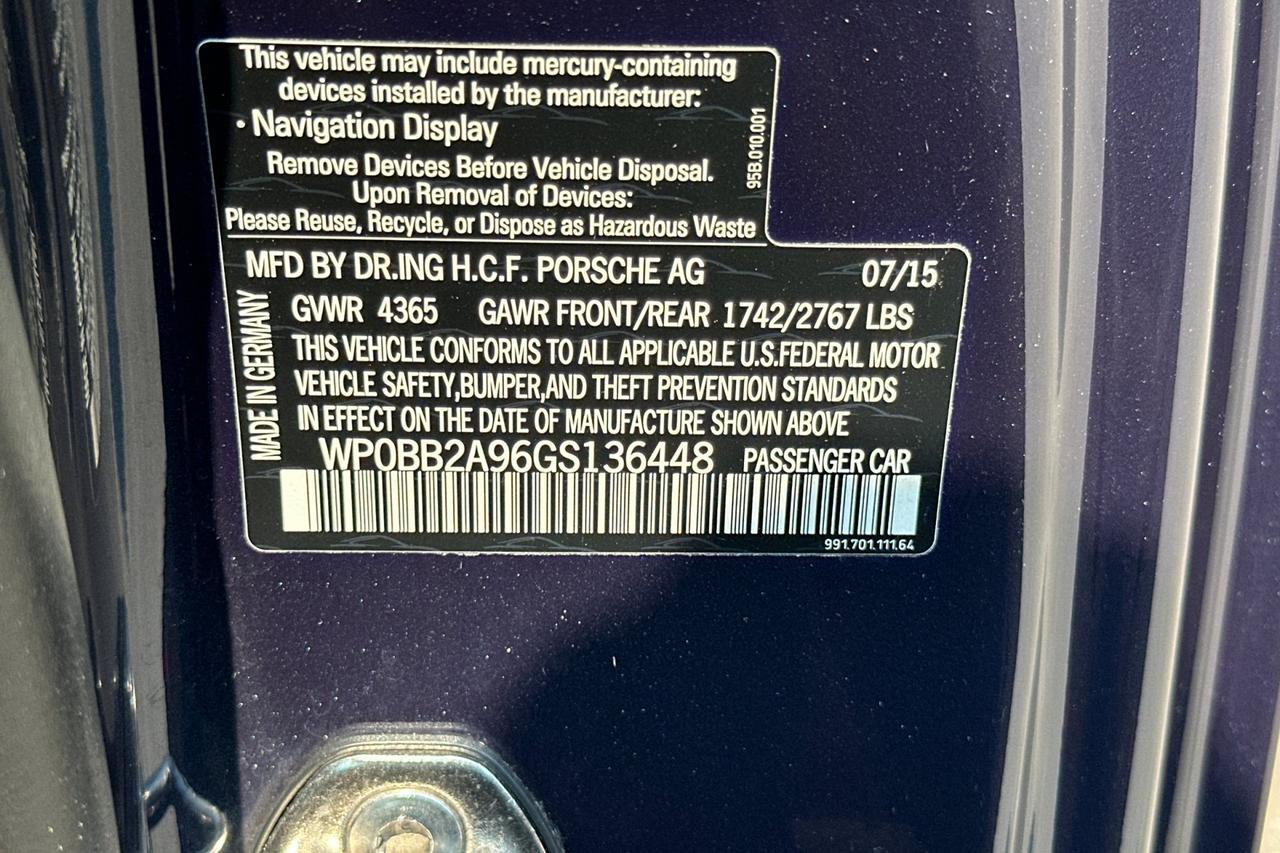 This vehicle may include mercury-containing
devices installed by the manufacturer:
• Navigation Display
Remove Devices Before Vehicle Disposal.
Upon Removal of Devices:
Please Reuse, Recycle, or Dispose as Hazardous Waste
95B.010.001
MFD BY DR.ING H.C.F. PORSCHE AG 07/15
GVWR 4365 GAWR FRONT/REAR 1742/2767 LBS
THIS VEHICLE CONFORMS TO ALL APPLICABLE U.S.FEDERAL MOTOR
VEHICLE SAFETY,BUMPER,AND THEFT PREVENTION STANDARDS
IN EFFECT ON THE DATE OF MANUFACTURE SHOWN ABOVE
WP0BB2A96GS136448 PASSENGER CAR
MADE IN GERMANY
991.701.111.64